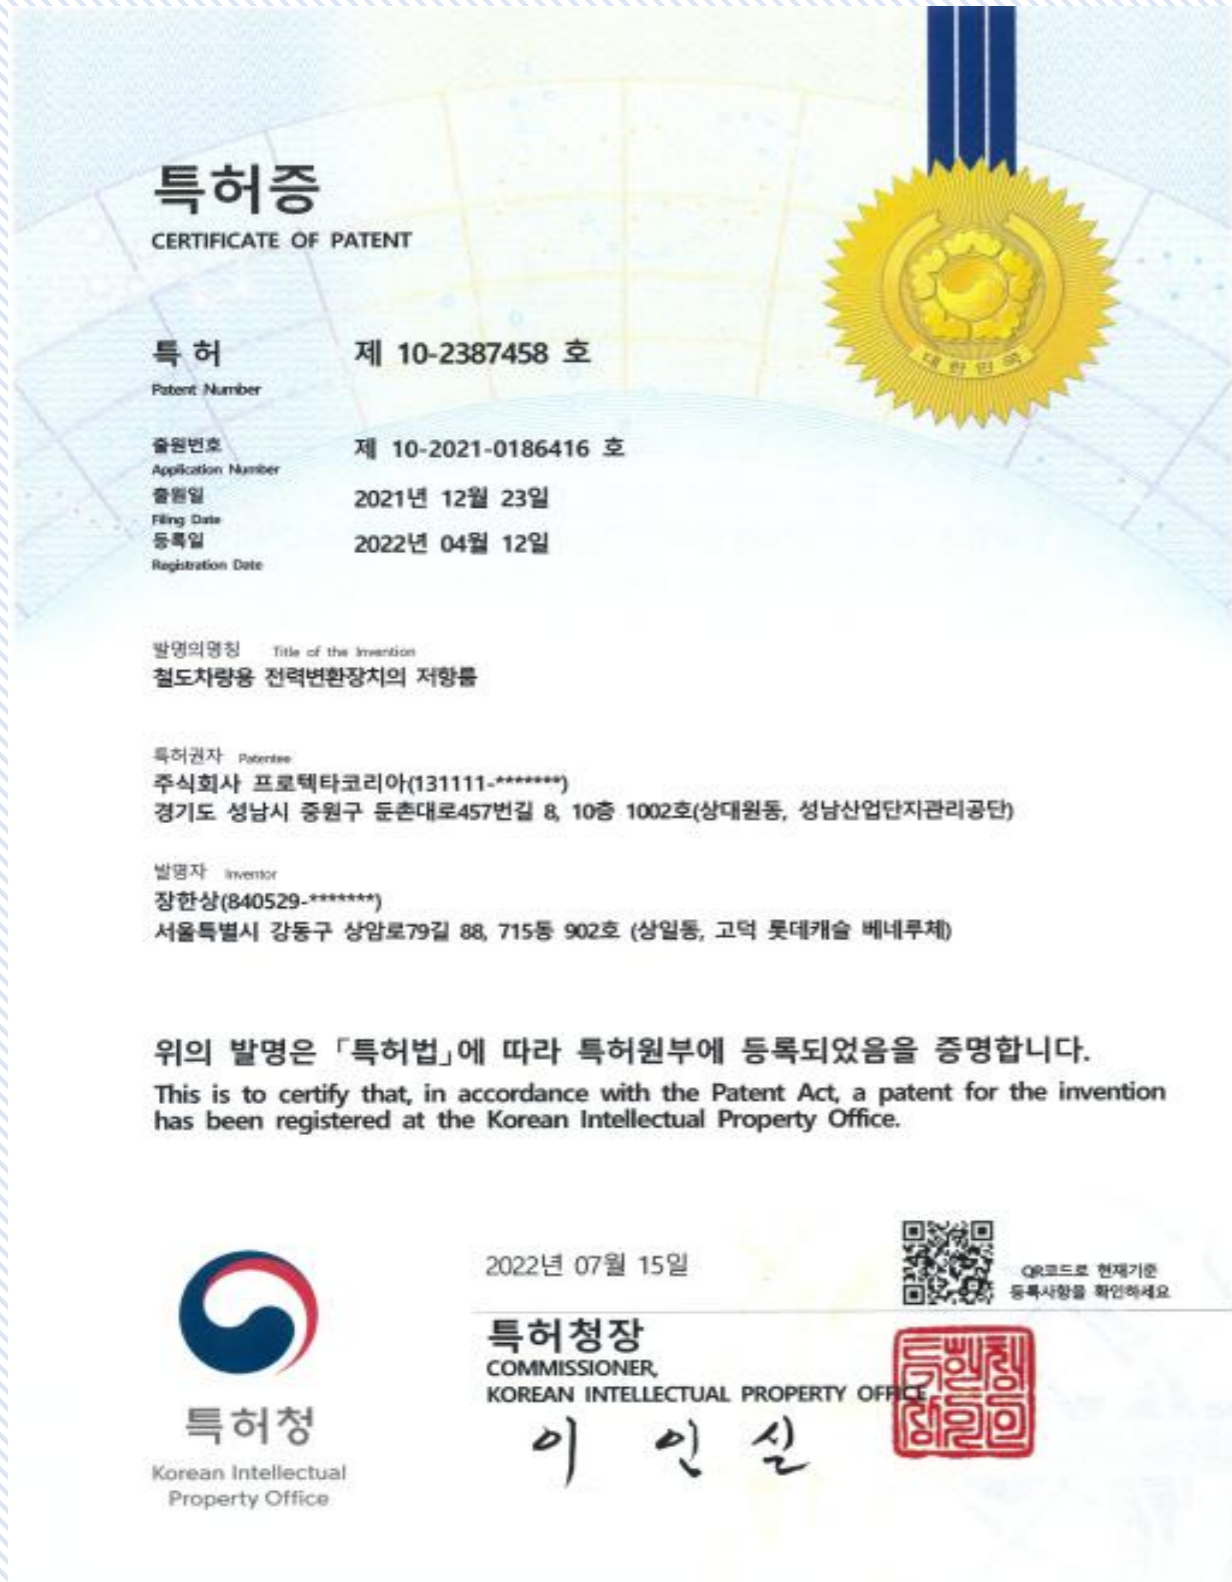 특허증
CERTIFICATE OF PATENT
대한민국
특 허 제 10-2387458 호
Patent Number
출원번호 제 10-2021-0186416 호
Application Number
출원일 2021년 12월 23일
Filing Date
등록일 2022년 04월 12일
Registration Date
발명의명칭 Title of the Invention
철도차량용 전력변환장치의 저항룸
특허권자 Patentee
주식회사 프로텍타코리아(131111-*******)
경기도 성남시 중원구 둔촌대로457번길 8, 10층 1002호(상대원동, 성남산업단지관리공단)
발명자 Inventor
장한상(840529-*******)
서울특별시 강동구 상암로79길 88, 715동 902호 (상일동, 고덕 롯데캐슬 베네루체)
위의 발명은 「특허법」에 따라 특허원부에 등록되었음을 증명합니다.
This is to certify that, in accordance with the Patent Act, a patent for the invention
has been registered at the Korean Intellectual Property Office.
2022년 07월 15일
QR코드로 현재기준
등록사항을 확인하세요
특허청장
COMMISSIONER,
KOREAN INTELLECTUAL PROPERTY OFFICE
이 인 실
특허청
Korean Intellectual
Property Office